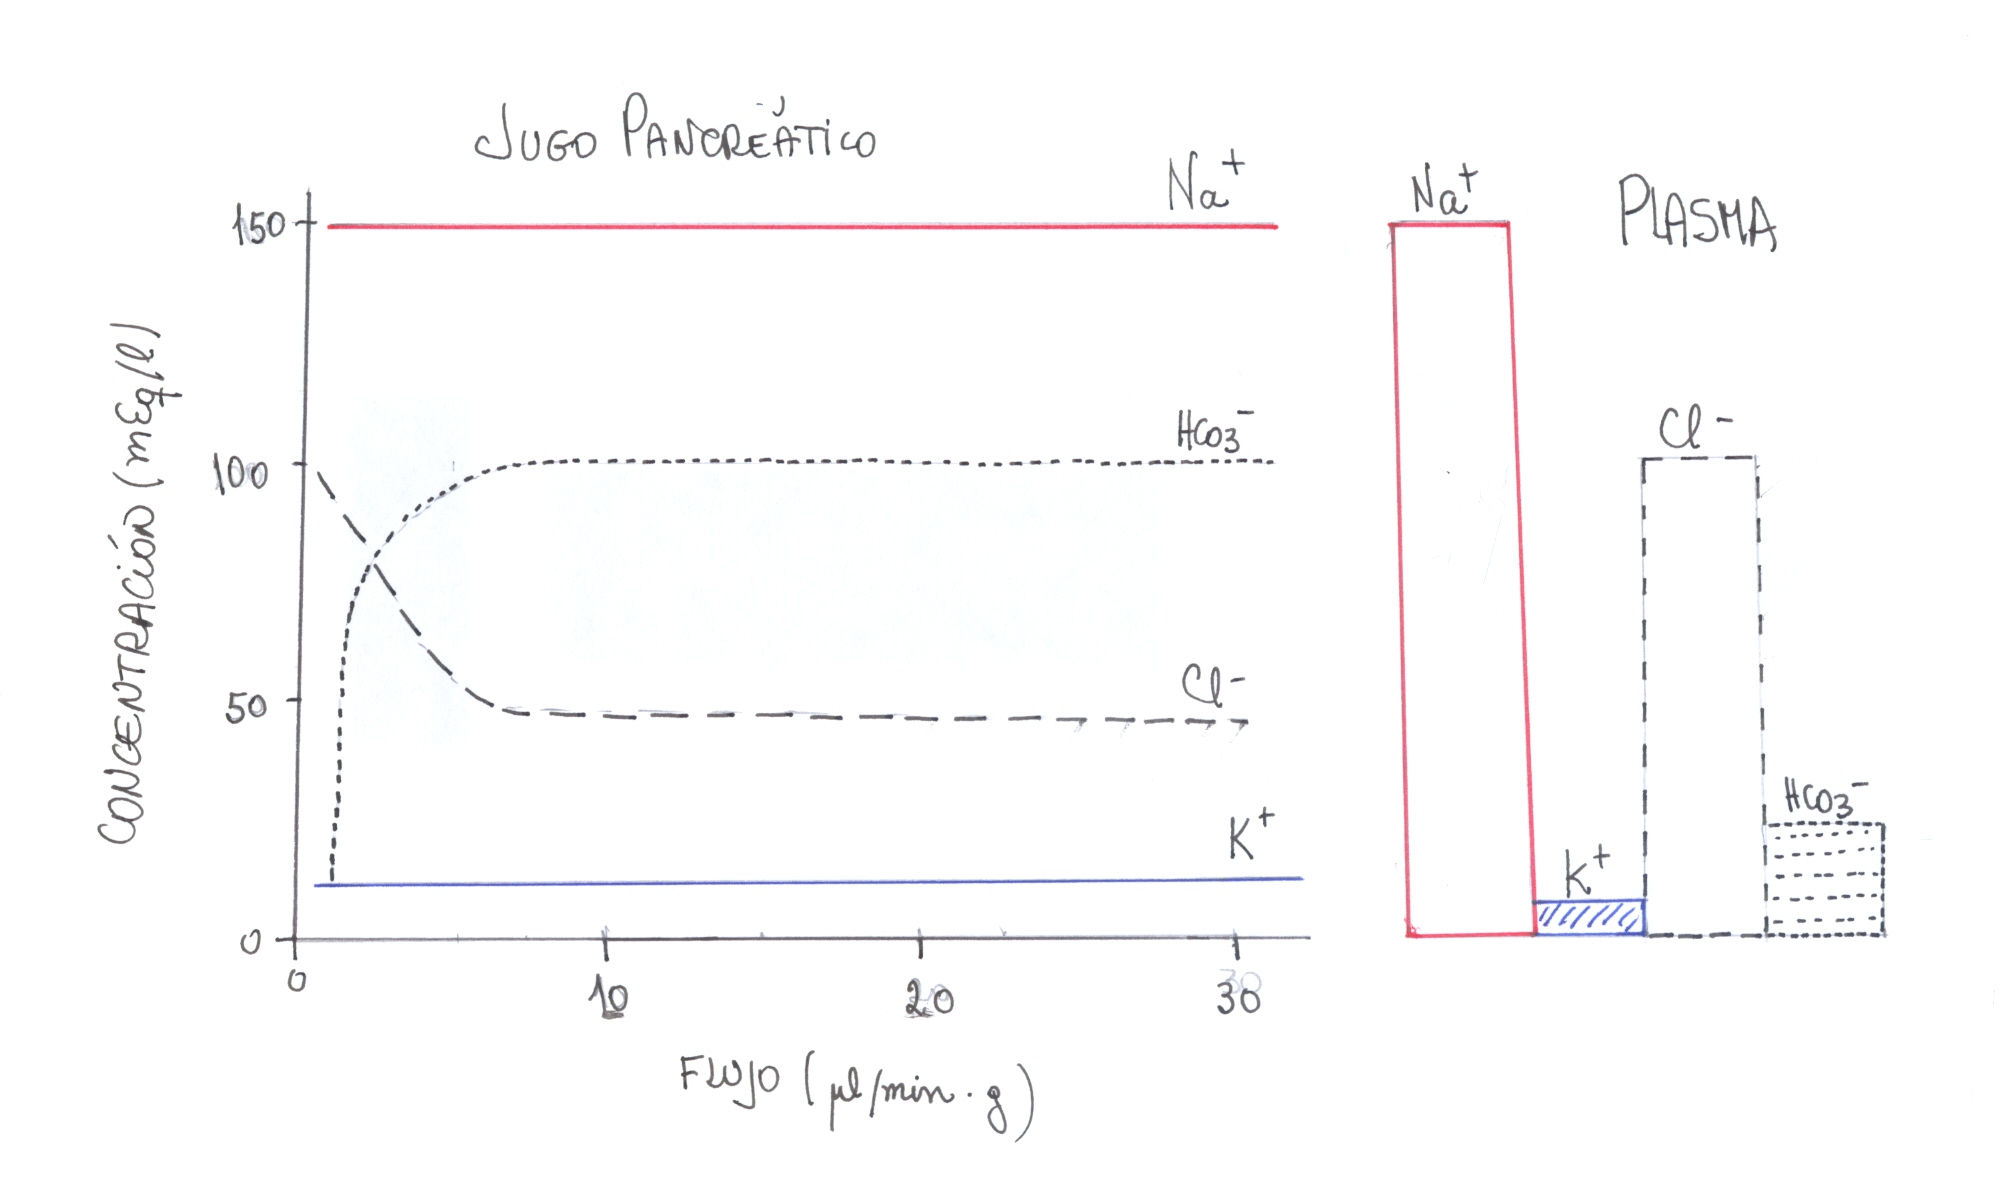 JUGO PANCREÁTICO
Na⁺
Na⁺
PLASMA
150
HCO3⁻
Cl⁻
100
CONCENTRACIÓN (mEq/l)
Cl⁻
50
HCO3⁻
K⁺
K⁺
0
0
10
20
30
FLUJO (μl/min·g)